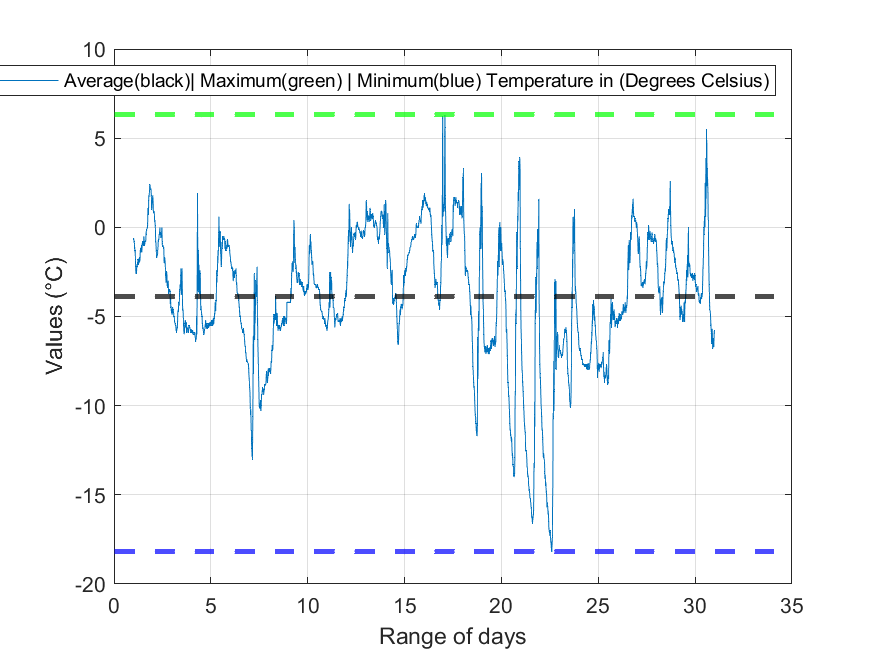 10
Average(black)| Maximum(green) | Minimum(blue) Temperature in (Degrees Celsius)
5
0
-5
-10
-15
-20
Values (°C)
0 5 10 15 20 25 30 35
Range of days